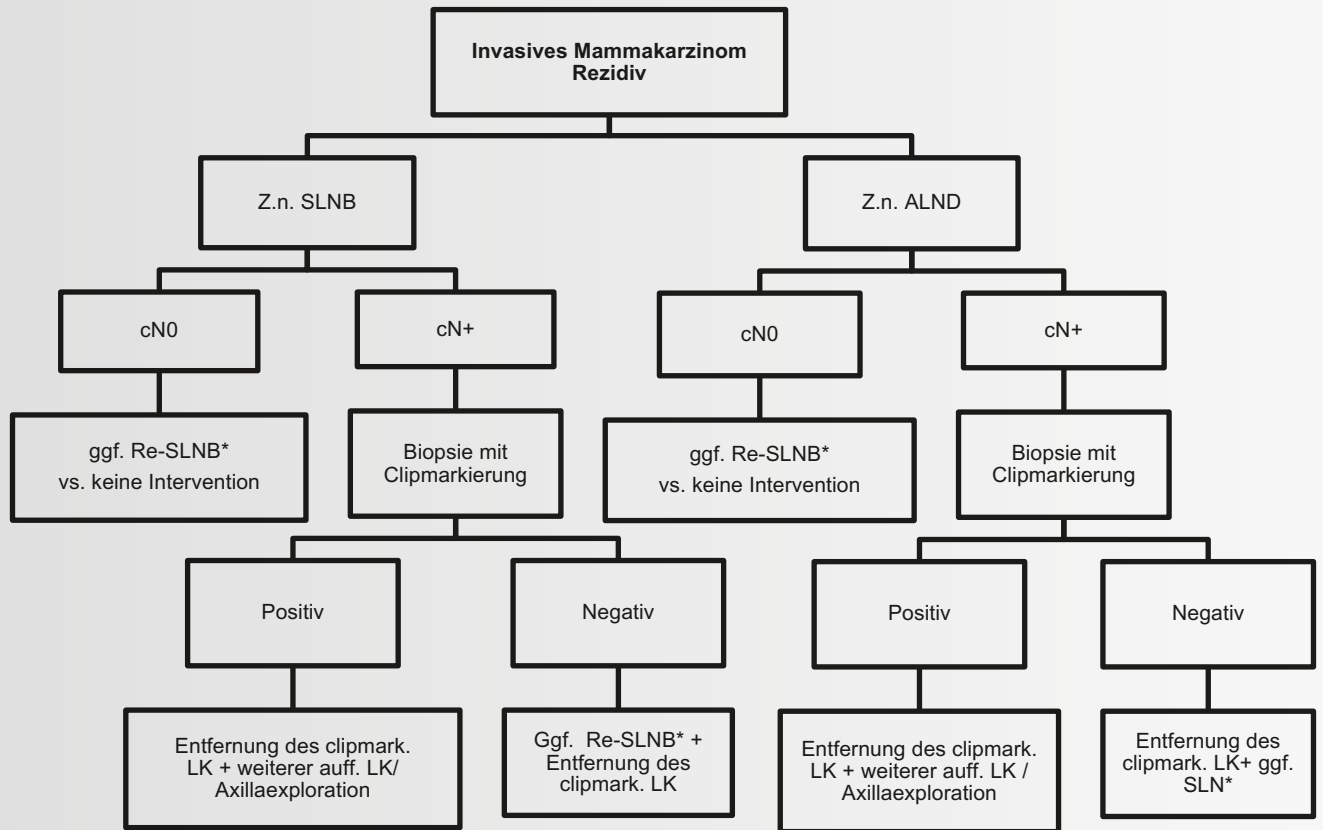 Invasives Mammakarzinom
Rezidiv
Z.n. SLNB
Z.n. ALND
cN0
cN+
cN0
cN+
ggf. Re-SLNB*
vs. keine Intervention
Biopsie mit
Clipmarkierung
ggf. Re-SLNB*
vs. keine Intervention
Biopsie mit
Clipmarkierung
Positiv
Negativ
Positiv
Negativ
Entfernung des clipmark.
LK + weiterer auff. LK/
Axillaexploration
Ggf. Re-SLNB* +
Entfernung des
clipmark. LK
Entfernung des clipmark.
LK + weiterer auff. LK /
Axillaexploration
Entfernung des
clipmark. LK+ ggf.
SLN*